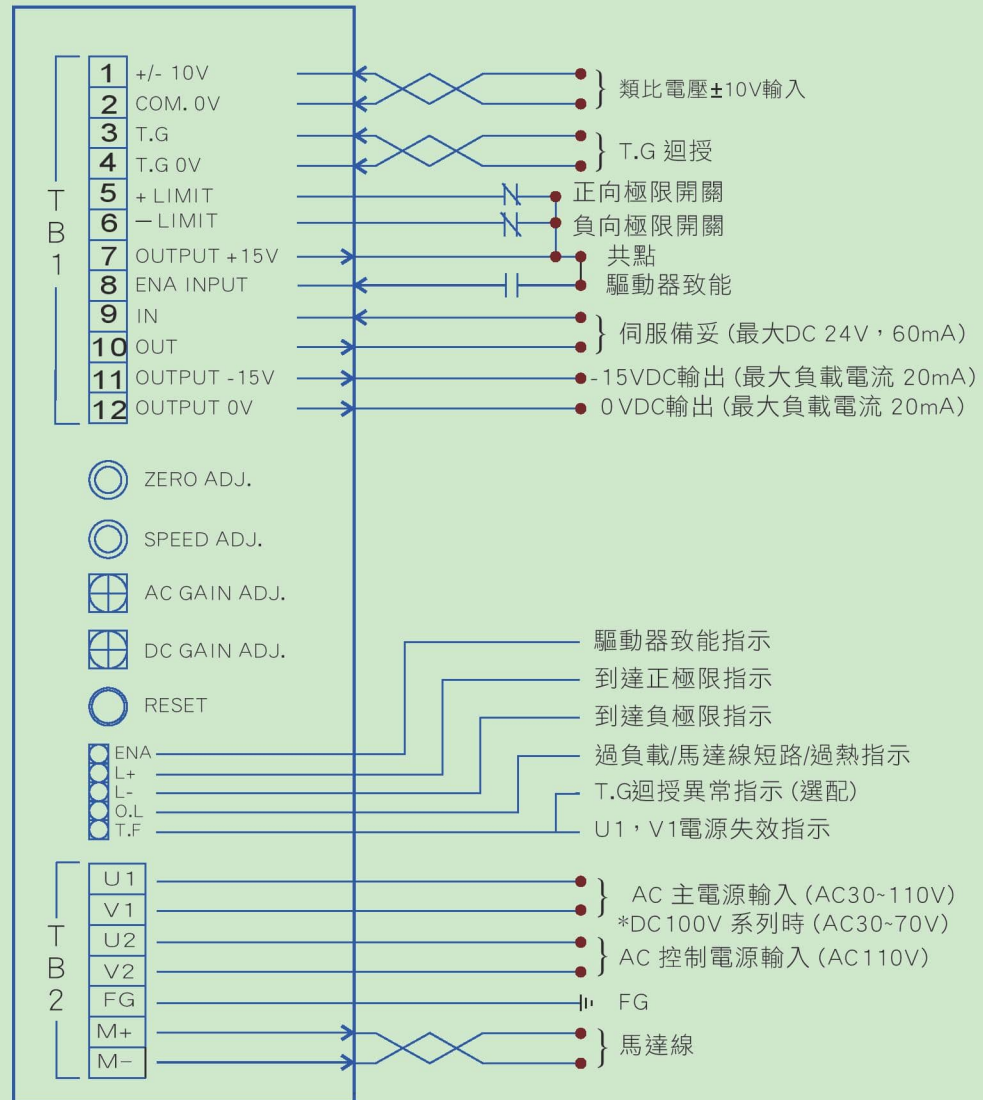 TB1
1 +/- 10V
2 COM. 0V
類比電壓±10V輸入
3 T.G
4 T.G 0V
T.G 迴授
5 + LIMIT 正向極限開關
6 －LIMIT 負向極限開關
7 OUTPUT +15V 共點
8 ENA INPUT 驅動器致能
9 IN
10 OUT
伺服備妥 (最大DC 24V，60mA)
11 OUTPUT -15V -15VDC輸出 (最大負載電流 20mA)
12 OUTPUT 0V 0VDC輸出 (最大負載電流 20mA)
ZERO ADJ.
SPEED ADJ.
AC GAIN ADJ.
DC GAIN ADJ.
RESET
驅動器致能指示
到達正極限指示
到達負極限指示
過負載/馬達線短路/過熱指示
T.G迴授異常指示 (選配)
U1，V1電源失效指示
ENA
L+
L-
O.L
T.F
TB2
U1
V1
AC 主電源輸入 (AC30~110V)
*DC100V 系列時 (AC30~70V)
U2
V2
AC 控制電源輸入 (AC110V)
FG FG
M+
M-
馬達線